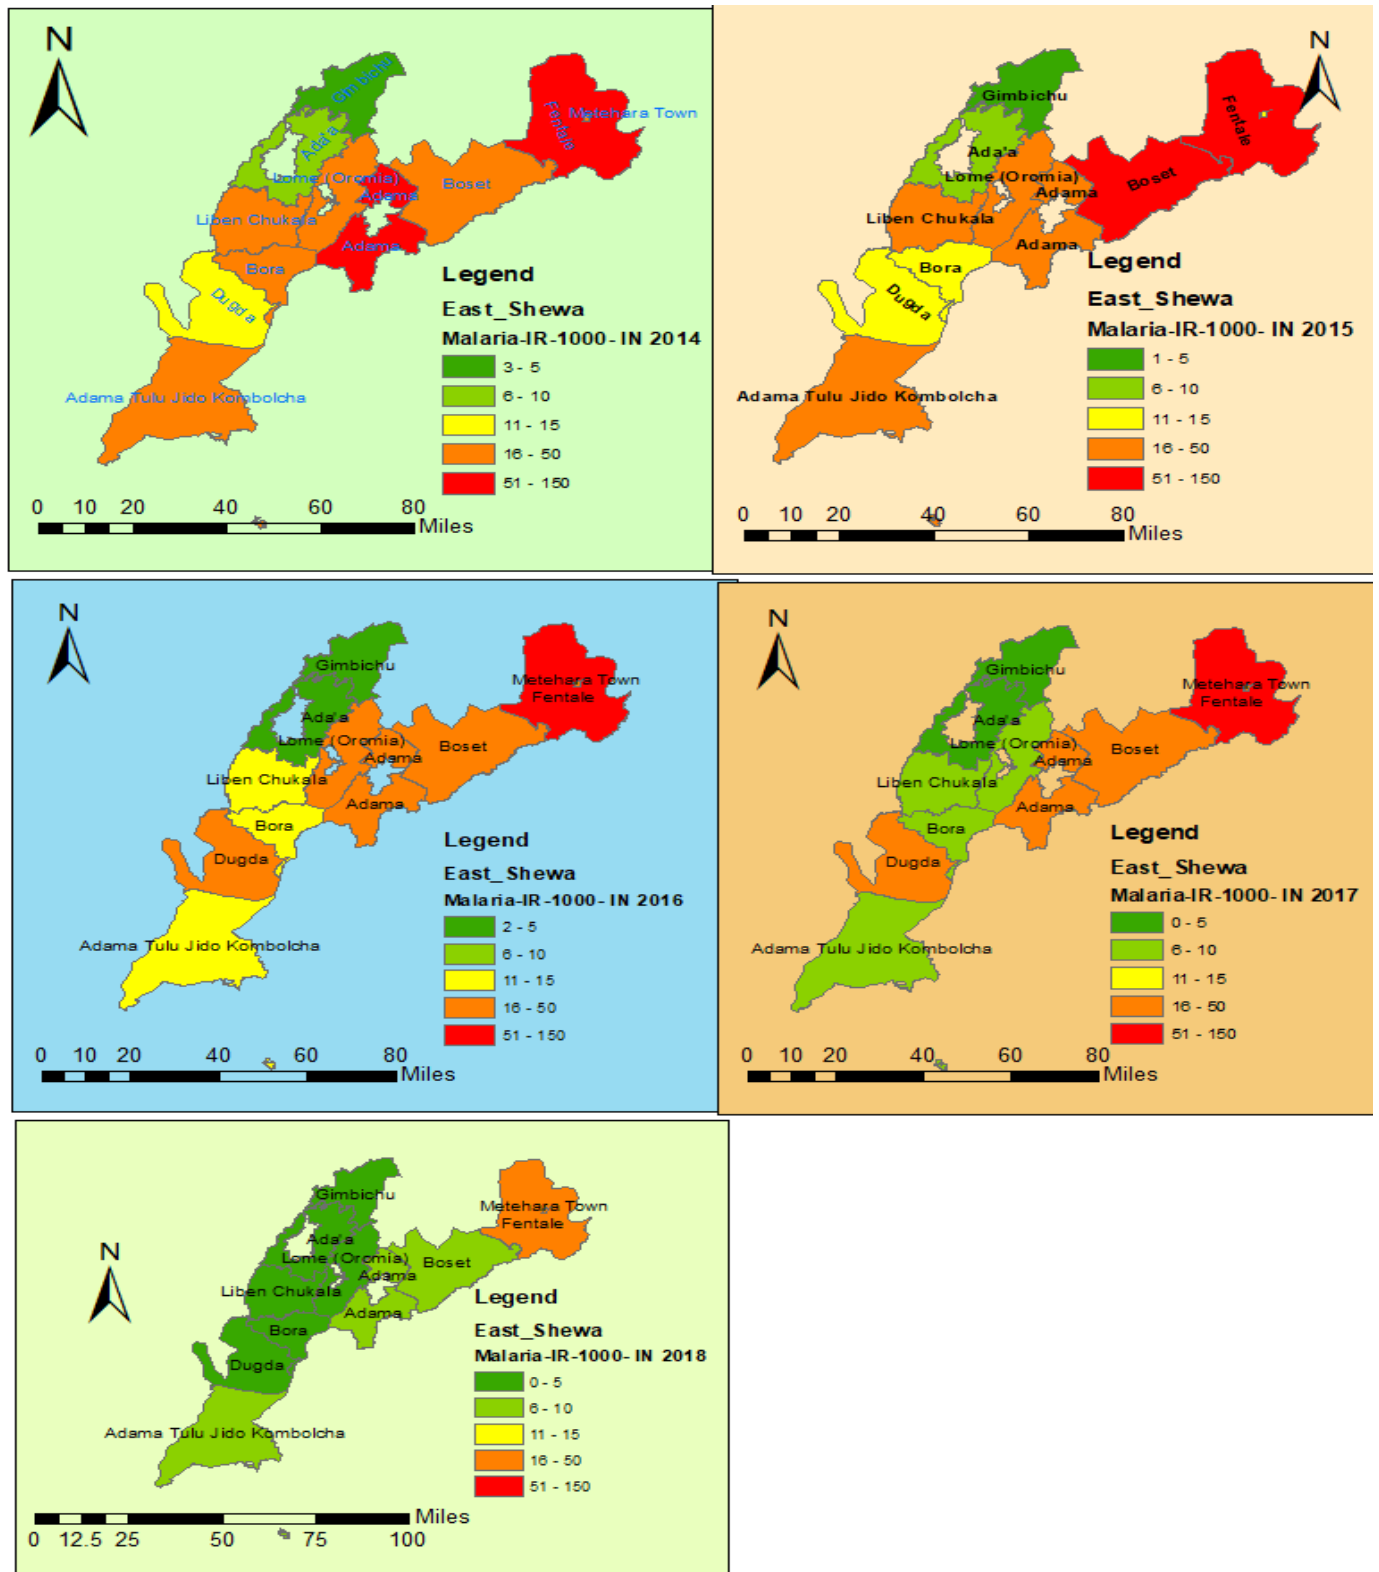 N
Gimbichu
Fentale
Metehara Town
Ada'a
Lome (Oromia)
Adama
Boset
Liben Chukala
Adama
Bora
Dugda
Adama Tulu Jido Kombolcha
Legend
East_Shewa
Malaria-IR-1000- IN 2014
3 - 5
6 - 10
11 - 15
16 - 50
51 - 150
0 10 20 40 60 80
Miles
N
Gimbichu
Fentale
Ada'a
Lome (Oromia)
Adama
Boset
Liben Chukala
Adama
Bora
Dugda
Adama Tulu Jido Kombolcha
Legend
East_Shewa
Malaria-IR-1000- IN 2015
1 - 5
6 - 10
11 - 15
16 - 50
51 - 150
0 10 20 40 60 80
Miles
N
Gimbichu
Metehara Town
Fentale
Ada'a
Lome (Oromia)
Adama
Boset
Liben Chukala
Adama
Bora
Dugda
Adama Tulu Jido Kombolcha
Legend
East_Shewa
Malaria-IR-1000- IN 2016
2 - 5
6 - 10
11 - 15
16 - 50
51 - 150
0 10 20 40 60 80
Miles
N
Gimbichu
Metehara Town
Fentale
Ada'a
Lome (Oromia)
Adama
Boset
Liben Chukala
Adama
Bora
Dugda
Adama Tulu Jido Kombolcha
Legend
East_Shewa
Malaria-IR-1000- IN 2017
0 - 5
6 - 10
11 - 15
16 - 50
51 - 150
0 10 20 40 60 80
Miles
N
Gimbichu
Metehara Town
Fentale
Ada'a
Lome (Oromia)
Adama
Boset
Liben Chukala
Adama
Bora
Dugda
Adama Tulu Jido Kombolcha
Legend
East_Shewa
Malaria-IR-1000- IN 2018
0 - 5
6 - 10
11 - 15
16 - 50
51 - 150
Miles
0 12.5 25 50 75 100